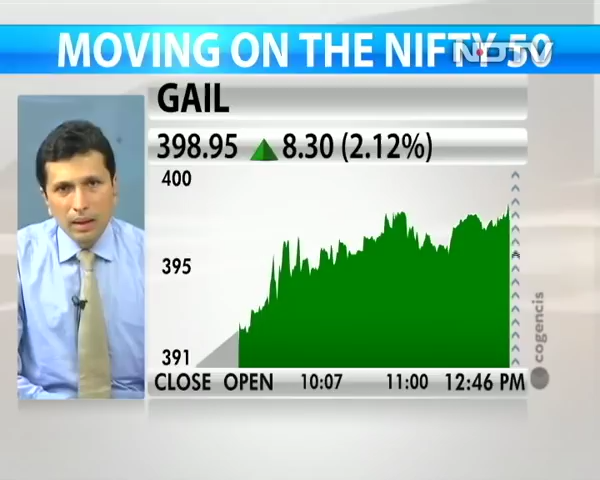 MOVING ON THE NIFTY 50
NDTV
GAIL
398.95 8.30 (2.12%)
400
395
391
CLOSE OPEN 10:07 11:00 12:46 PM
cogencis